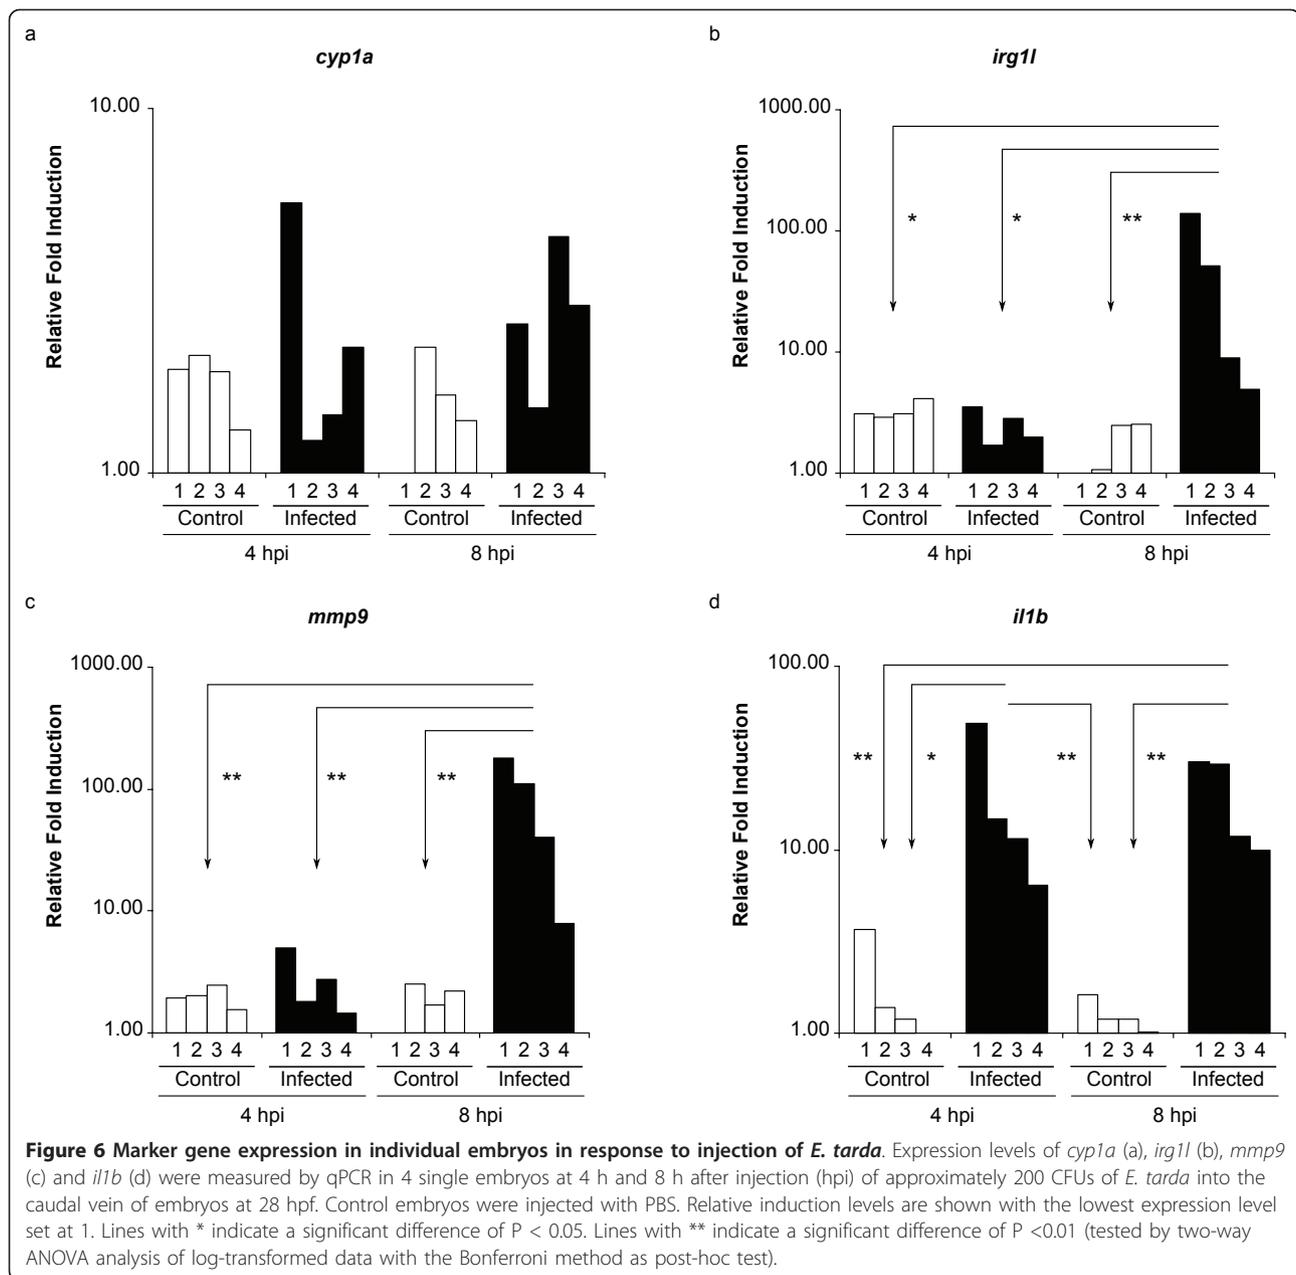 a
cyp1a
10.00
1.00
Relative Fold Induction
1 2 3 4 1 2 3 4 1 2 3 4 1 2 3 4
Control Infected Control Infected
4 hpi 8 hpi
b
irg1l
1000.00
100.00
10.00
1.00
Relative Fold Induction
* * **
1 2 3 4 1 2 3 4 1 2 3 4 1 2 3 4
Control Infected Control Infected
4 hpi 8 hpi
c
mmp9
1000.00
100.00
10.00
1.00
Relative Fold Induction
** ** **
1 2 3 4 1 2 3 4 1 2 3 4 1 2 3 4
Control Infected Control Infected
4 hpi 8 hpi
d
il1b
100.00
10.00
1.00
Relative Fold Induction
** * ** **
1 2 3 4 1 2 3 4 1 2 3 4 1 2 3 4
Control Infected Control Infected
4 hpi 8 hpi
Figure 6 Marker gene expression in individual embryos in response to injection of E. tarda. Expression levels of cyp1a (a), irg1l (b), mmp9
(c) and il1b (d) were measured by qPCR in 4 single embryos at 4 h and 8 h after injection (hpi) of approximately 200 CFUs of E. tarda into the
caudal vein of embryos at 28 hpf. Control embryos were injected with PBS. Relative induction levels are shown with the lowest expression level
set at 1. Lines with * indicate a significant difference of P < 0.05. Lines with ** indicate a significant difference of P <0.01 (tested by two-way
ANOVA analysis of log-transformed data with the Bonferroni method as post-hoc test).